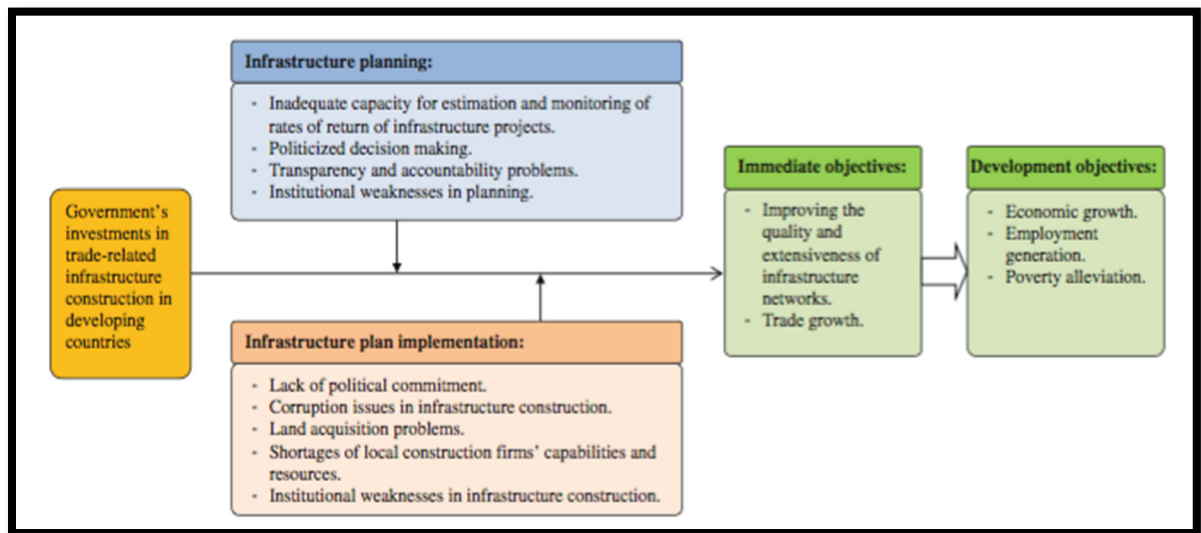 Infrastructure planning:
- Inadequate capacity for estimation and monitoring of
rates of return of infrastructure projects.
- Politicized decision making.
- Transparency and accountability problems.
- Institutional weaknesses in planning.
Government's
investments in
trade-related
infrastructure
construction in
developing
countries
Infrastructure plan implementation:
- Lack of political commitment.
- Corruption issues in infrastructure construction.
- Land acquisition problems.
- Shortages of local construction firms' capabilities and
resources.
- Institutional weaknesses in infrastructure construction.
Immediate objectives:
- Improving the
quality and
extensiveness of
infrastructure
networks.
- Trade growth.
Development objectives:
- Economic growth.
- Employment
generation.
- Poverty alleviation.